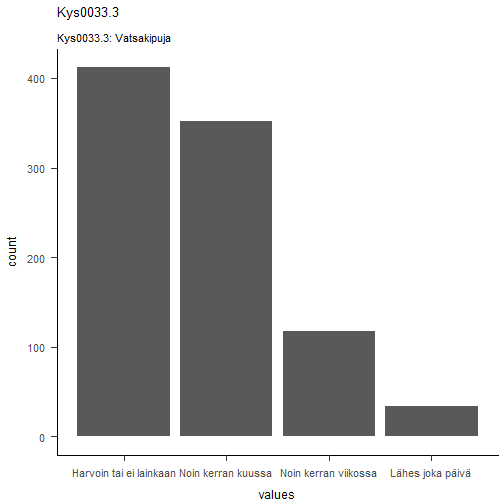 Kys0033.3
Kys0033.3: Vatsakipuja
400
300
200
100
0
count
Harvoin tai ei lainkaan Noin kerran kuussa Noin kerran viikossa Lähes joka päivä
values